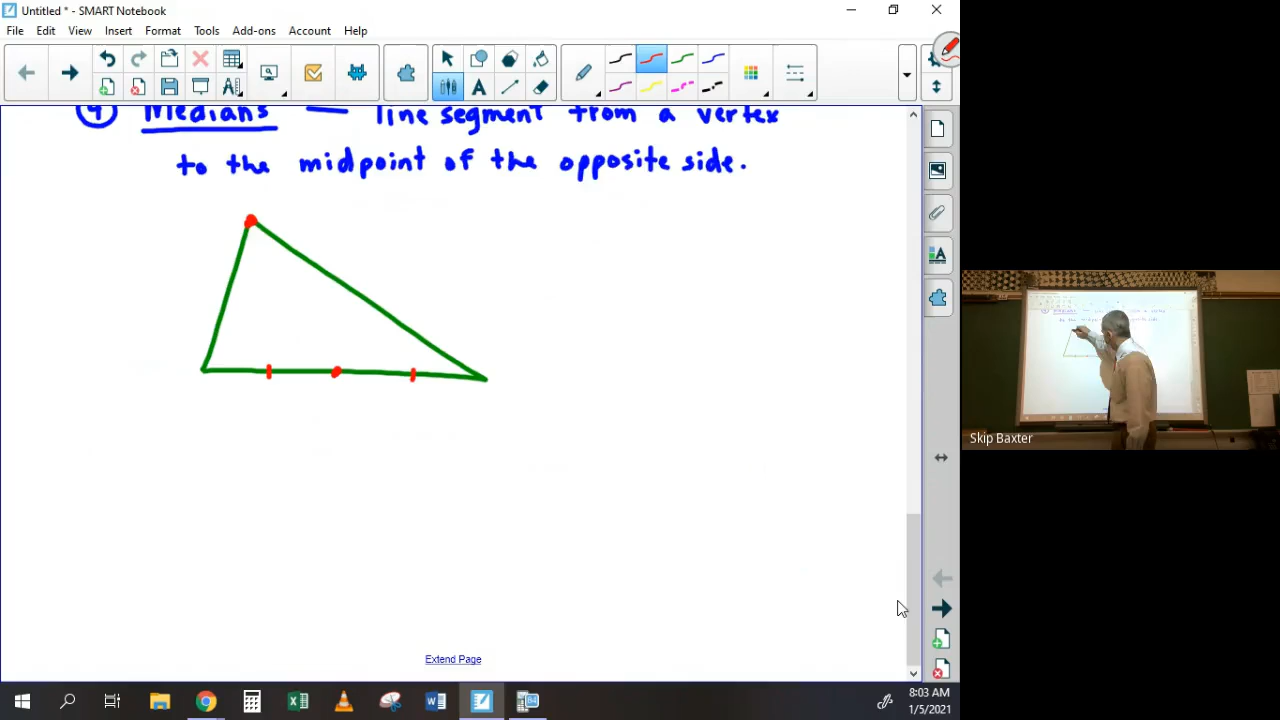 Untitled * - SMART Notebook
File Edit View Insert Format Tools Add-ons Account Help
④ Medians — line segment from a vertex
to the midpoint of the opposite side.
Extend Page
Skip Baxter
8:03 AM
1/5/2021